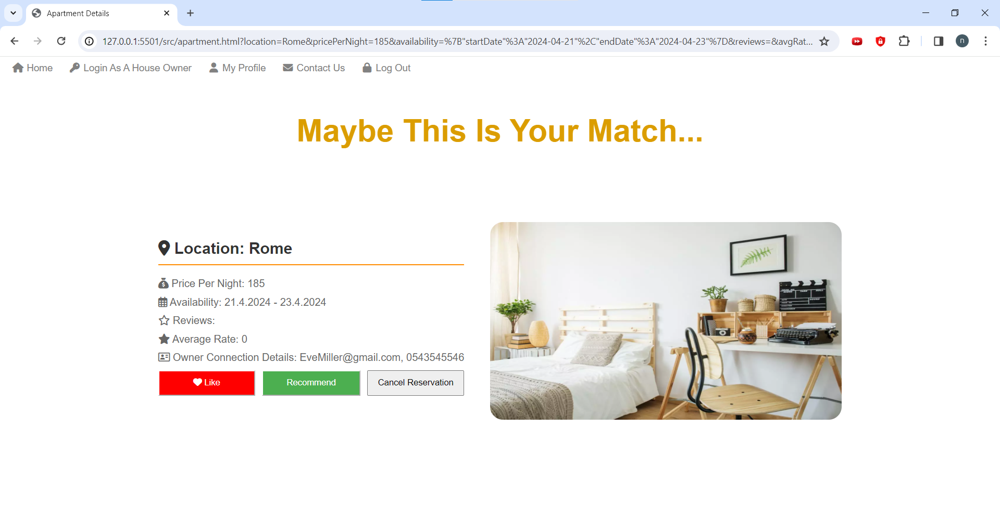 Apartment Details
127.0.0.1:5501/src/apartment.html?location=Rome&pricePerNight=185&availability=%7B"startDate"%3A"2024-04-21"%2C"endDate"%3A"2024-04-23"%7D&reviews=&avgRat...
n
Home Login As A House Owner My Profile Contact Us Log Out
Maybe This Is Your Match...
Location: Rome
Price Per Night: 185
Availability: 21.4.2024 - 23.4.2024
Reviews:
Average Rate: 0
Owner Connection Details: EveMiller@gmail.com, 0543545546
Like Recommend Cancel Reservation